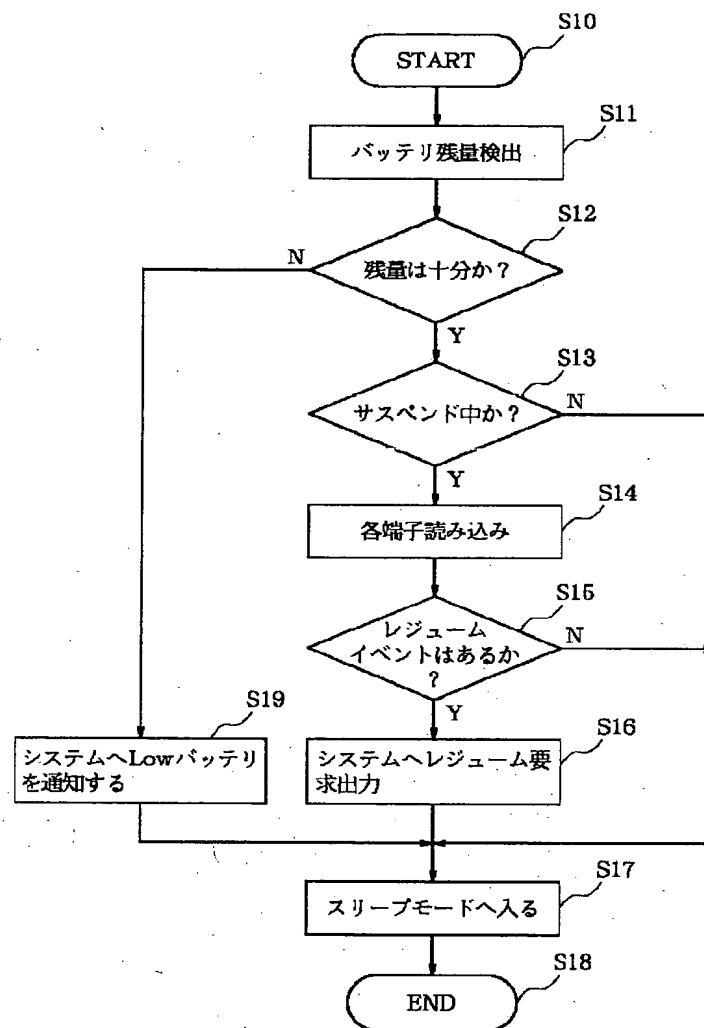 S10
START
S11
バッテリ残量検出
S12
N
残量は十分か？
Y
S13
サスペンド中か？
N
Y
S14
各端子読み込み
S15
レジューム
イベントはあるか
？
N
Y
S19
システムへLowバッテリ
を通知する
S16
システムへレジューム要
求出力
S17
スリープモードへ入る
S18
END